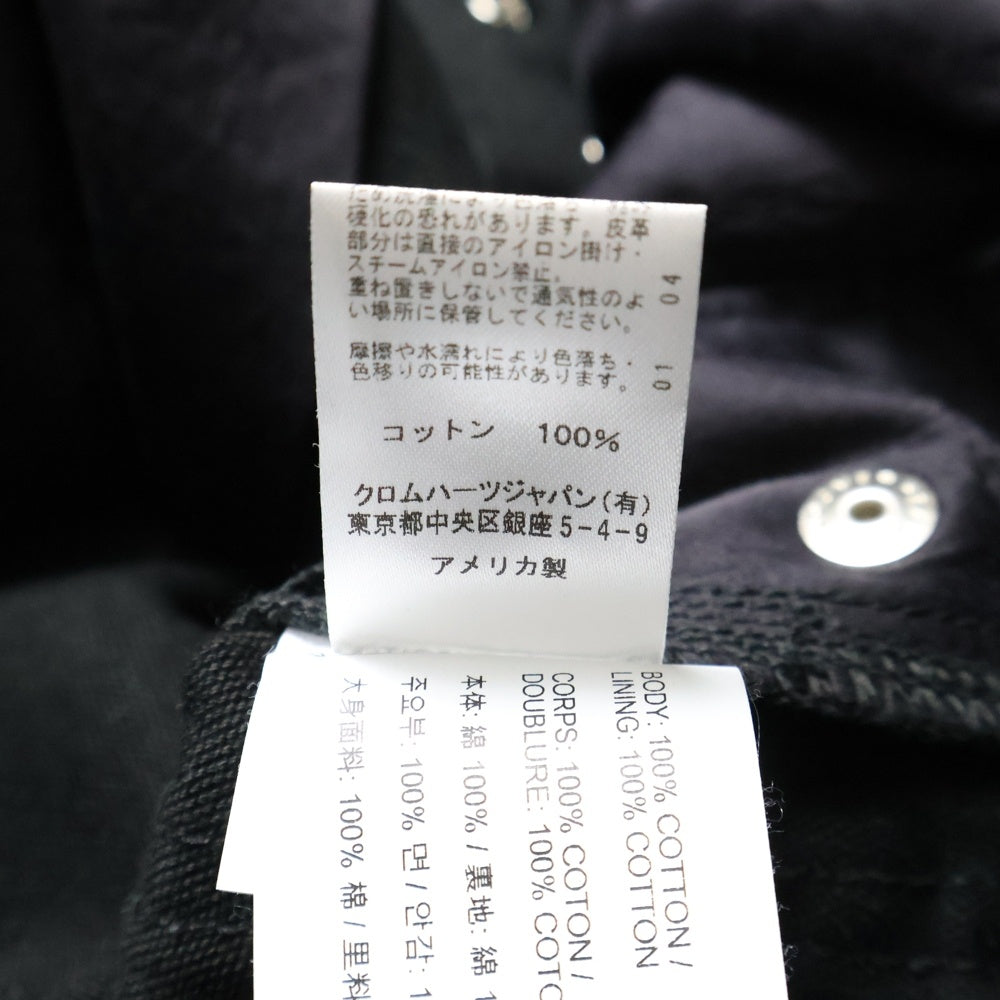 硬化の恐れがあります。皮革
部分は直接のアイロン掛け・
スチームアイロン禁止。
重ね置きしないで通気性のよ
い場所に保管してください。
04
摩擦や水濡れにより色落ち・
色移りの可能性があります。
01
コットン 100%
クロムハーツジャパン(有)
東京都中央区銀座5-4-9
アメリカ製
BODY: 100% COTTON /
LINING: 100% COTTON
CORPS: 100% COTON /
DOUBLURE: 100% COTO
本体: 綿 100% / 裏地: 綿 1
주요부: 100% 면 / 안감: 1
大身面料: 100% 棉 / 里料